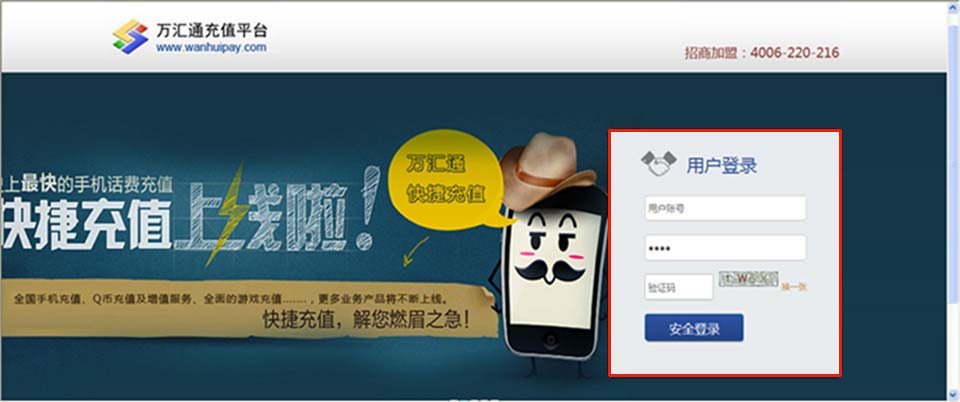 万汇通充值平台
www.wanhuipay.com
招商加盟：4006-220-216
上最快的手机话费充值
快捷充值上线啦！
万汇通
快捷充值
全国手机充值、Q币充值及增值服务、全面的游戏充值......，更多业务产品将不断上线。
快捷充值，解您燃眉之急！
用户登录
用户账号
••••
验证码
换一张
安全登录